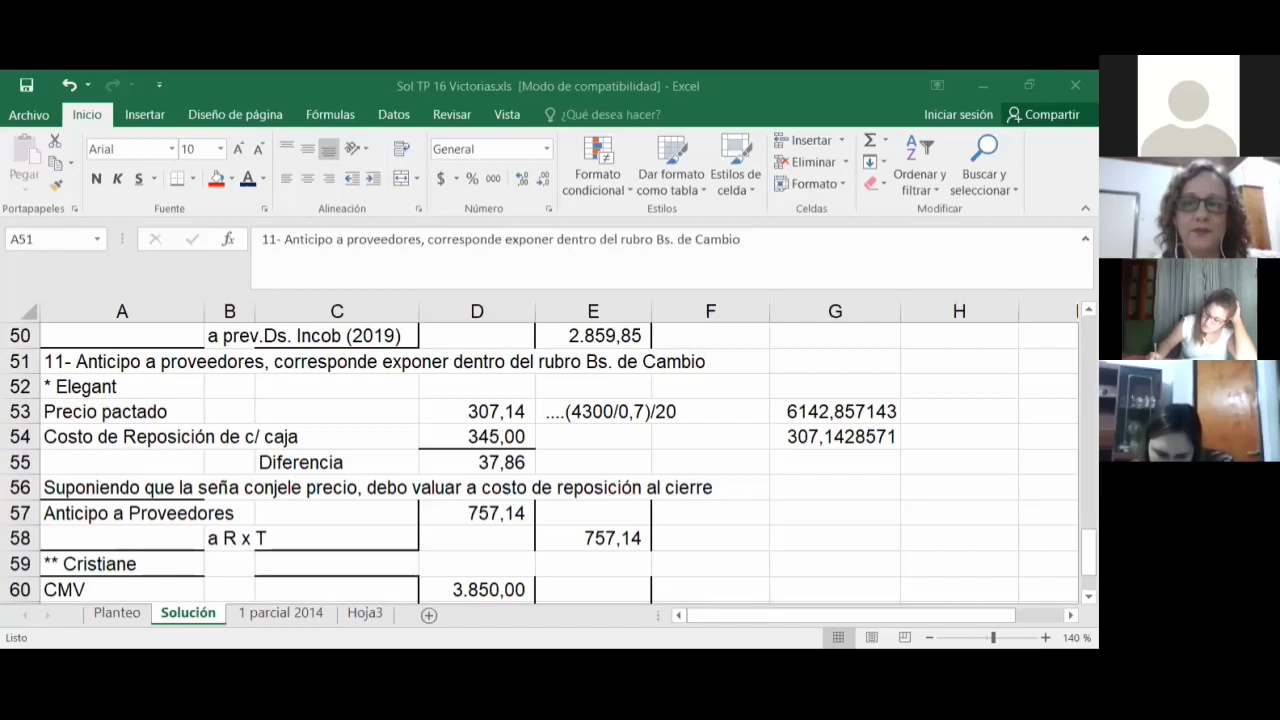 Sol TP 16 Victorias.xls [Modo de compatibilidad] - Excel
Archivo Inicio Insertar Diseño de página Fórmulas Datos Revisar Vista ¿Qué desea hacer? Iniciar sesión Compartir
Pegar
Portapapeles
Arial 10
N K S
Fuente
Alineación
General
$ % 000
Número
Formato condicional
Dar formato como tabla
Estilos de celda
Estilos
Insertar
Eliminar
Formato
Celdas
Ordenar y filtrar
Buscar y seleccionar
Modificar
A51 fx 11- Anticipo a proveedores, corresponde exponer dentro del rubro Bs. de Cambio
A B C D E F G H I
50 a prev.Ds. Incob (2019) 2.859,85
51 11- Anticipo a proveedores, corresponde exponer dentro del rubro Bs. de Cambio
52 * Elegant
53 Precio pactado 307,14 ....(4300/0,7)/20 6142,857143
54 Costo de Reposición de c/ caja 345,00 307,1428571
55 Diferencia 37,86
56 Suponiendo que la seña conjele precio, debo valuar a costo de reposición al cierre
57 Anticipo a Proveedores 757,14
58 a R x T 757,14
59 ** Cristiane
60 CMV 3.850,00
Planteo Solución 1 parcial 2014 Hoja3
Listo 140 %